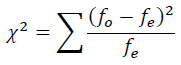 χ² = ∑ (fₒ − fₑ)² / fₑ